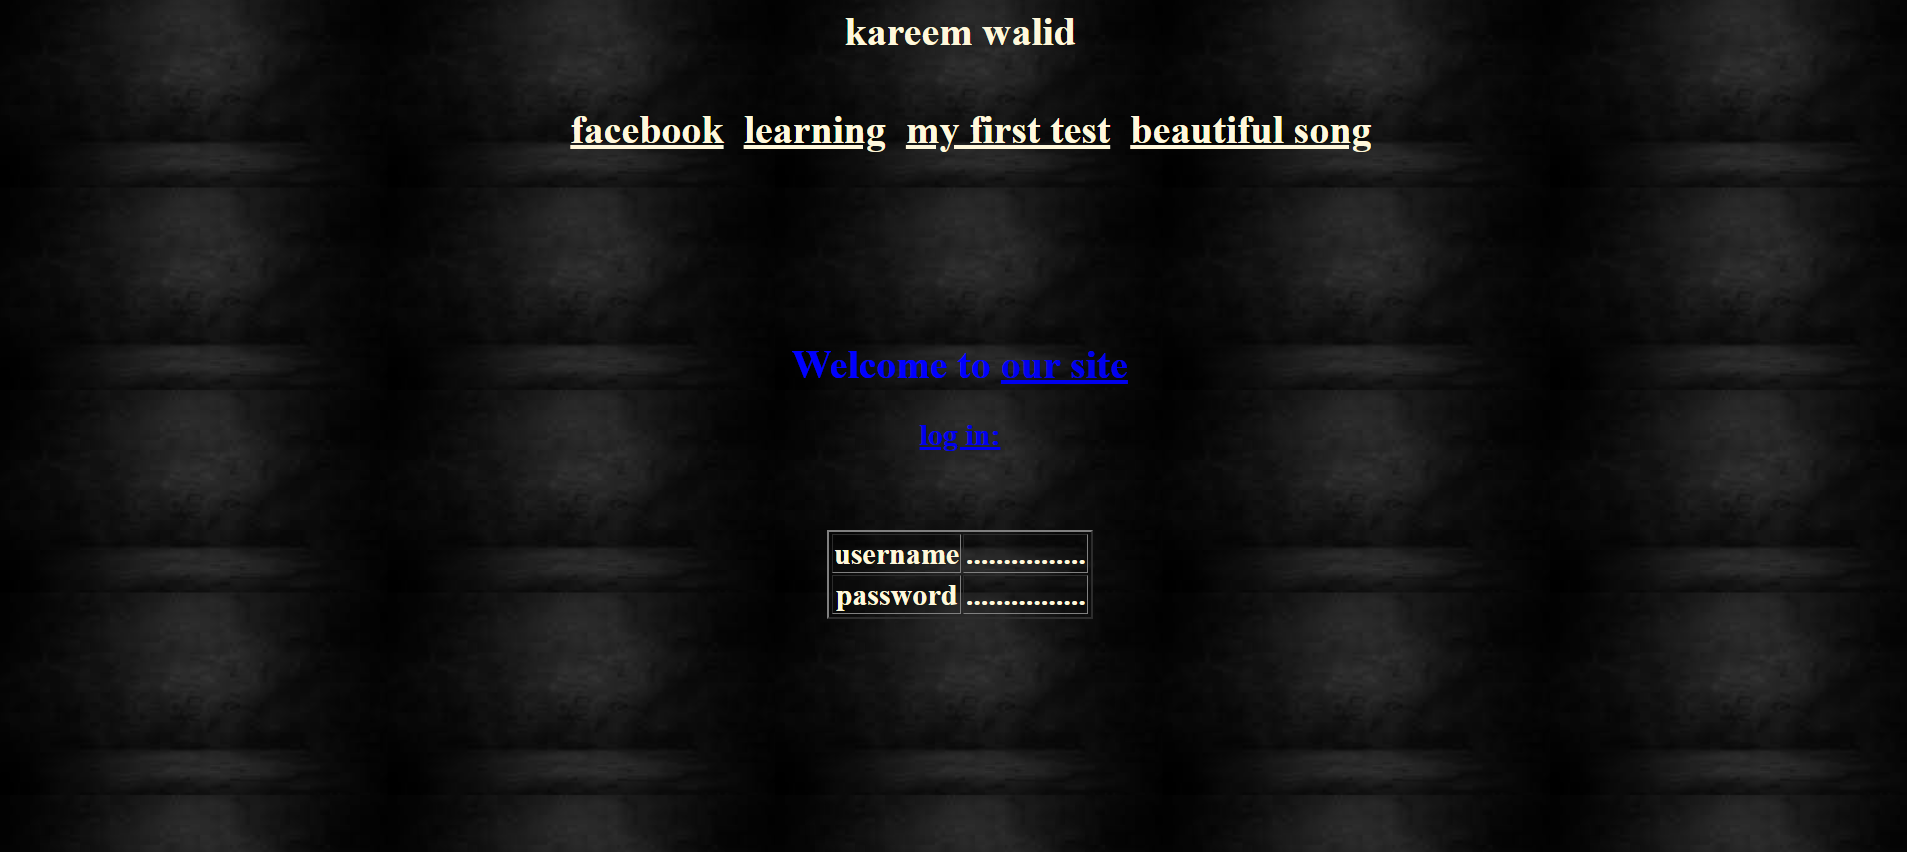 kareem walid
facebook learning my first test beautiful song
Welcome to our site
log in:
username ................
password ................